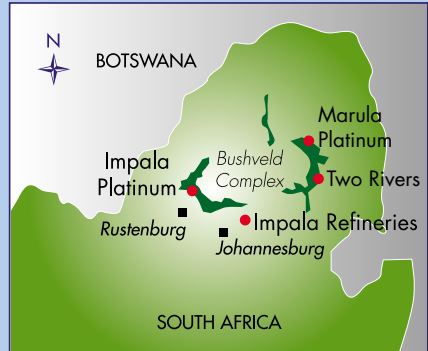 N
BOTSWANA
Marula
Platinum
Impala
Platinum
Bushveld
Complex
Two Rivers
Rustenburg
Impala Refineries
Johannesburg
SOUTH AFRICA